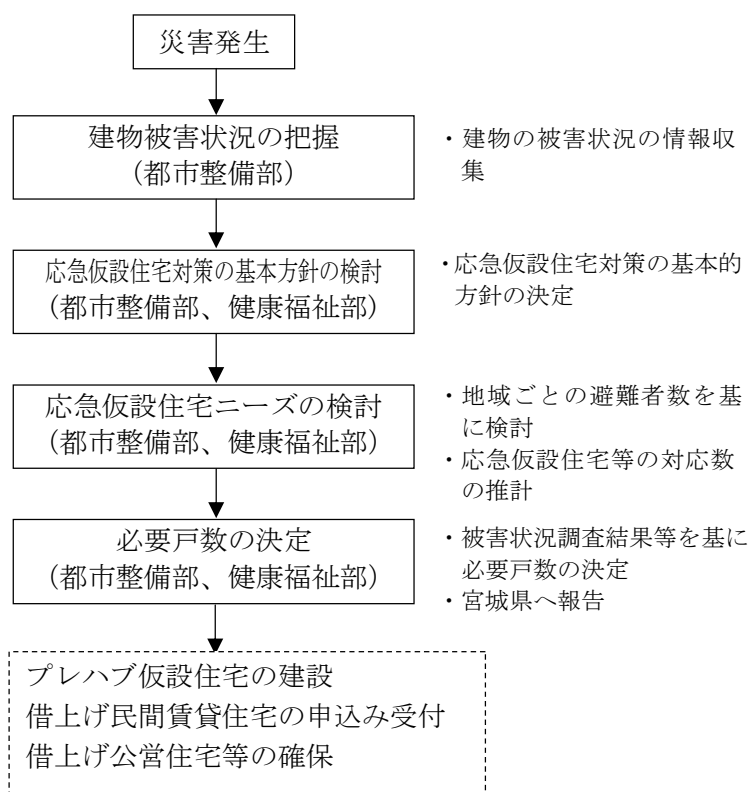 災害発生
建物被害状況の把握
（都市整備部）
・建物の被害状況の情報収
集
応急仮設住宅対策の基本方針の検討
（都市整備部、健康福祉部）
・応急仮設住宅対策の基本的
方針の決定
応急仮設住宅ニーズの検討
（都市整備部、健康福祉部）
・地域ごとの避難者数を基
に検討
・応急仮設住宅等の対応数
の推計
必要戸数の決定
（都市整備部、健康福祉部）
・被害状況調査結果等を基に
必要戸数の決定
・宮城県へ報告
プレハブ仮設住宅の建設
借上げ民間賃貸住宅の申込み受付
借上げ公営住宅等の確保